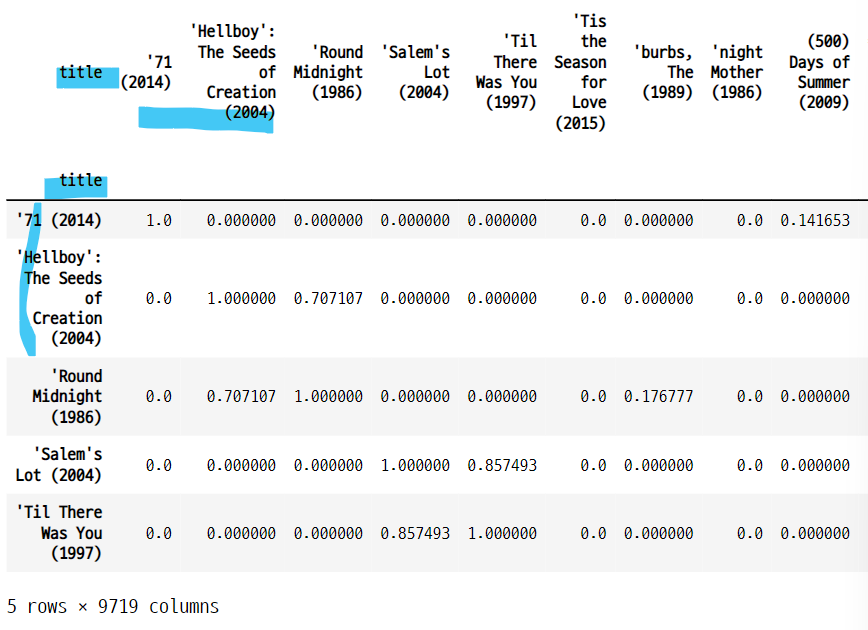 title '71 (2014) 'Hellboy': The Seeds of Creation (2004) 'Round Midnight (1986) 'Salem's Lot (2004) 'Til There Was You (1997) 'Tis the Season for Love (2015) 'burbs, The (1989) 'night Mother (1986) (500) Days of Summer (2009)
title
'71 (2014) 1.0 0.000000 0.000000 0.000000 0.000000 0.0 0.000000 0.0 0.141653
'Hellboy': The Seeds of Creation (2004) 0.0 1.000000 0.707107 0.000000 0.000000 0.0 0.000000 0.0 0.000000
'Round Midnight (1986) 0.0 0.707107 1.000000 0.000000 0.000000 0.0 0.176777 0.0 0.000000
'Salem's Lot (2004) 0.0 0.000000 0.000000 1.000000 0.857493 0.0 0.000000 0.0 0.000000
'Til There Was You (1997) 0.0 0.000000 0.000000 0.857493 1.000000 0.0 0.000000 0.0 0.000000
5 rows × 9719 columns